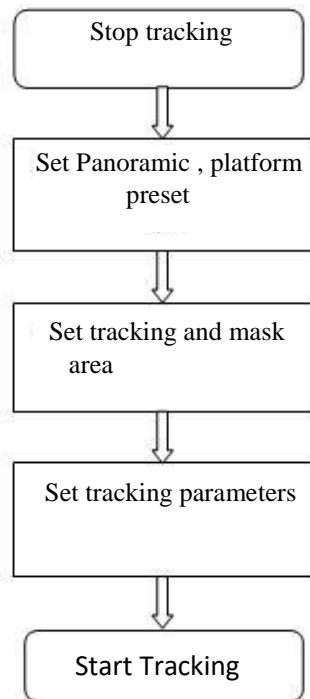 Stop tracking
Set Panoramic , platform
preset
Set tracking and mask
area
Set tracking parameters
Start Tracking